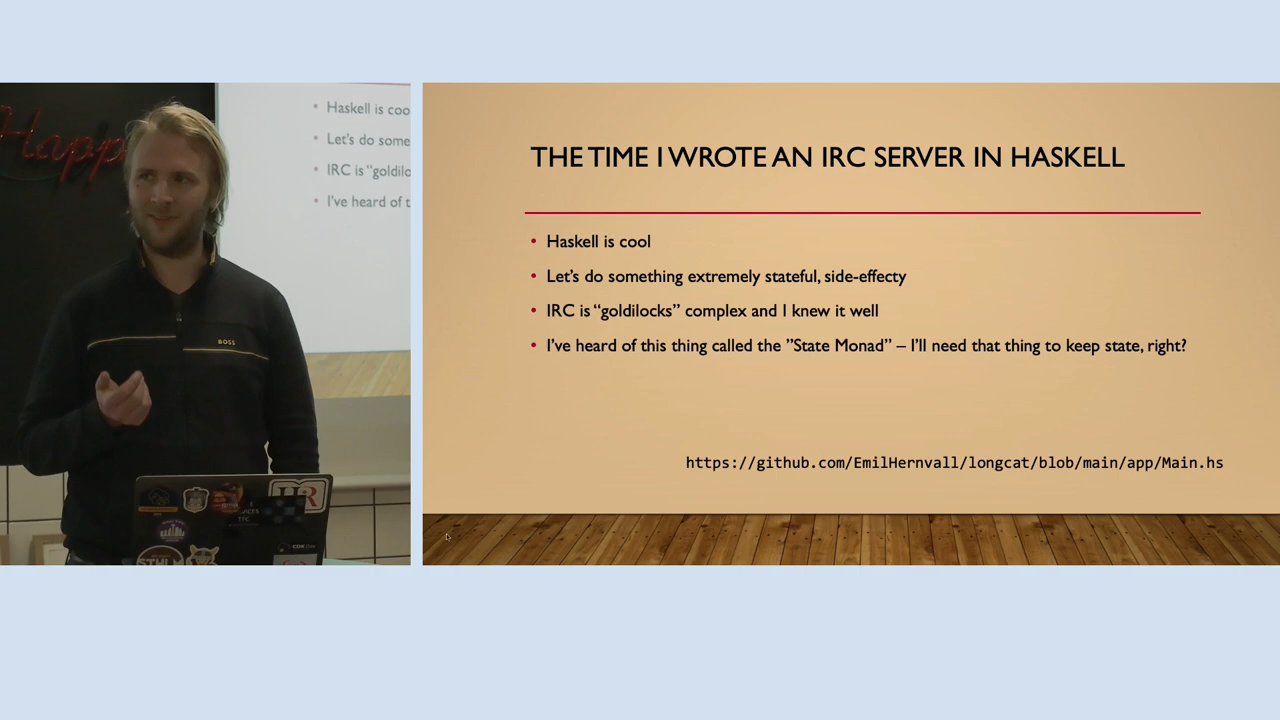 Happ
Haskell is coo
Let's do some
IRC is “goldilo
I've heard of t
BOSS
HR
THE TIME I WROTE AN IRC SERVER IN HASKELL
• Haskell is cool
• Let's do something extremely stateful, side-effecty
• IRC is “goldilocks” complex and I knew it well
• I've heard of this thing called the ”State Monad” – I'll need that thing to keep state, right?
https://github.com/EmilHernvall/longcat/blob/main/app/Main.hs